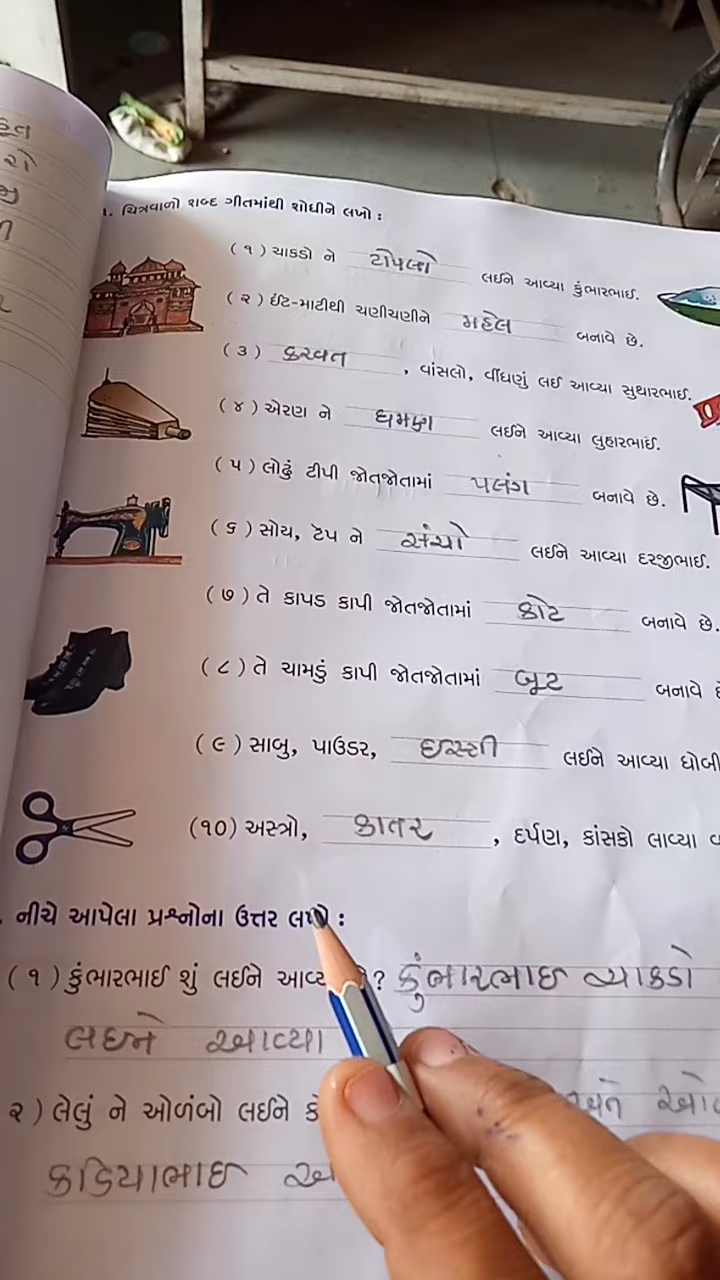 ૧. ચિત્રવાનો શબ્દ ગીતમાંથી શોધીને લખો :
(૧) ચાકડો ને ટોપલો લઈને આવ્યા કુંભારભાઈ.
(૨) ઈંટ-માટીથી ચણીચણીને મહેલ બનાવે છે.
(૩) કરવત , વાંસલો, વીંધણું લઈ આવ્યા સુથારભાઈ.
(૪) એરણ ને ધમણ લઈને આવ્યા લુહારભાઈ.
(૫) લોઢું ટીપી જોતજોતામાં પલંગ બનાવે છે.
(૬) સોય, ટેપ ને સંચો લઈને આવ્યા દરજીભાઈ.
(૭) તે કાપડ કાપી જોતજોતામાં કોટ બનાવે છે.
(૮) તે ચામડું કાપી જોતજોતામાં બૂટ બનાવે
(૯) સાબુ, પાઉડર, ઇસ્ત્રી લઈને આવ્યા ધોબી
(૧૦) અસ્ત્રો, કાતર , દર્પણ, કાંસકો લાવ્યા
નીચે આપેલા પ્રશ્નોના ઉત્તર લખો :
(૧) કુંભારભાઈ શું લઈને ? કુંભારભાઇ ચાકડો
લઇને આવ્યા
૨) લેલું ને ઓળંબો લઈને અને
કડિયાભાઇ